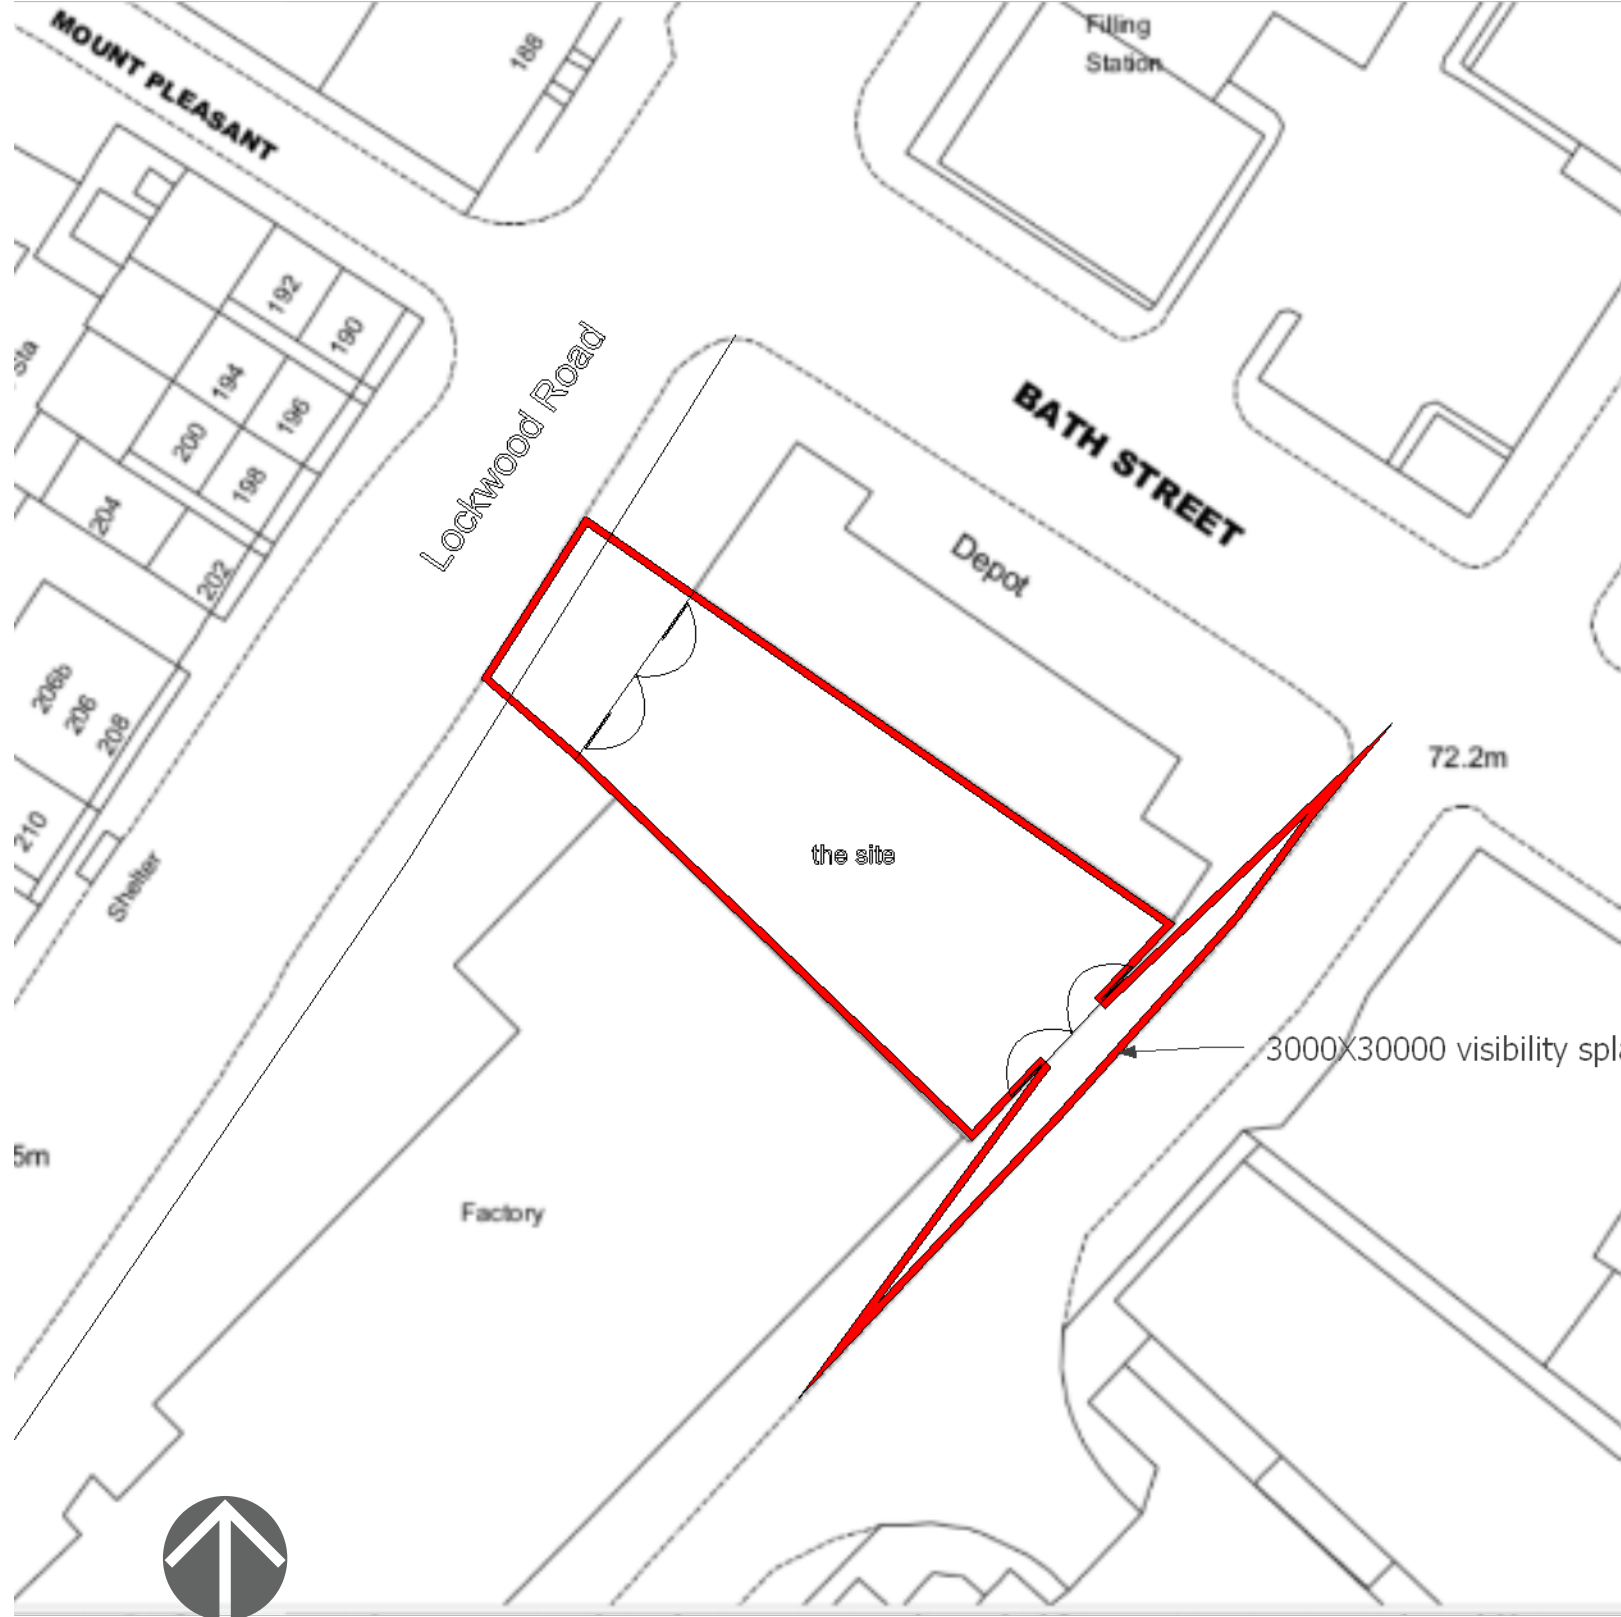 MOUNT PLEASANT
188
Filling
Station
192
190
194
196
200
198
204
202
Sta
Lockwood Road
BATH STREET
Depot
206b
206
208
210
Shelter
72.2m
the site
3000X30000 visibility spl
5m
Factory